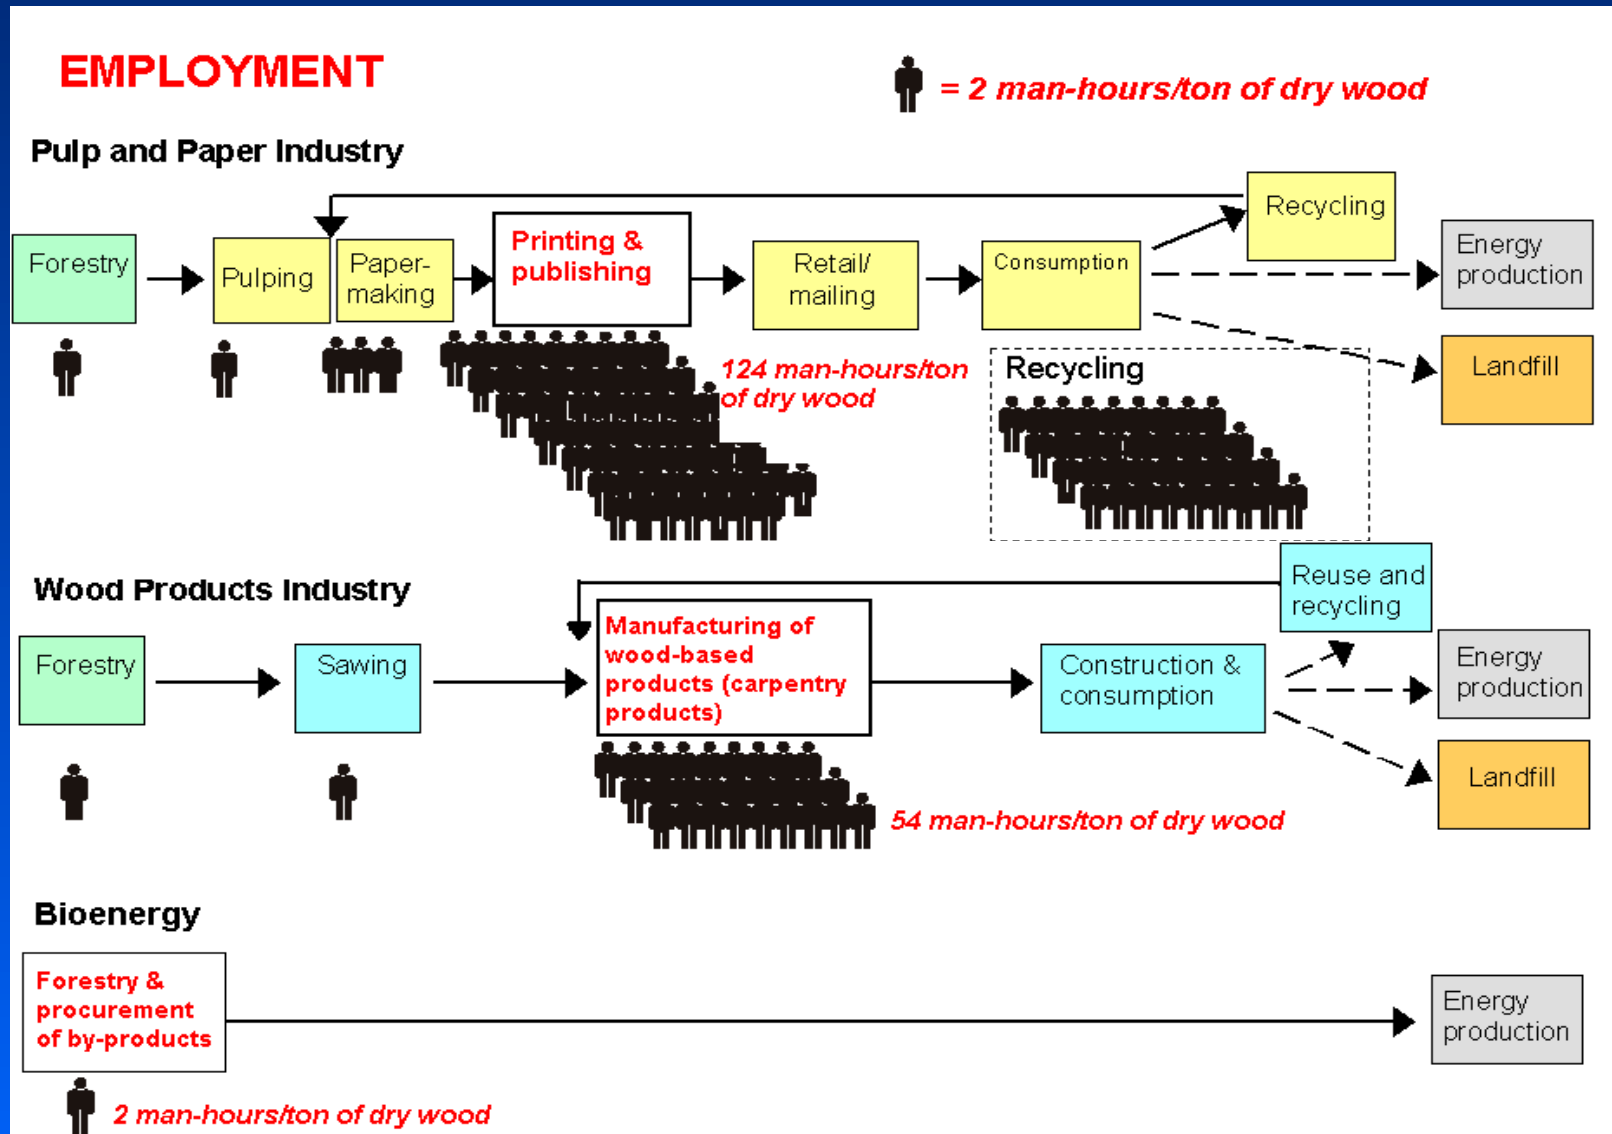 EMPLOYMENT
= 2 man-hours/ton of dry wood
Pulp and Paper Industry
Forestry
Pulping
Paper-
making
Printing &
publishing
Retail/
mailing
Consumption
Recycling
Energy
production
Landfill
124 man-hours/ton
of dry wood
Recycling
Wood Products Industry
Forestry
Sawing
Manufacturing of
wood-based
products (carpentry
products)
Construction &
consumption
Reuse and
recycling
Energy
production
Landfill
54 man-hours/ton of dry wood
Bioenergy
Forestry &
procurement
of by-products
Energy
production
2 man-hours/ton of dry wood